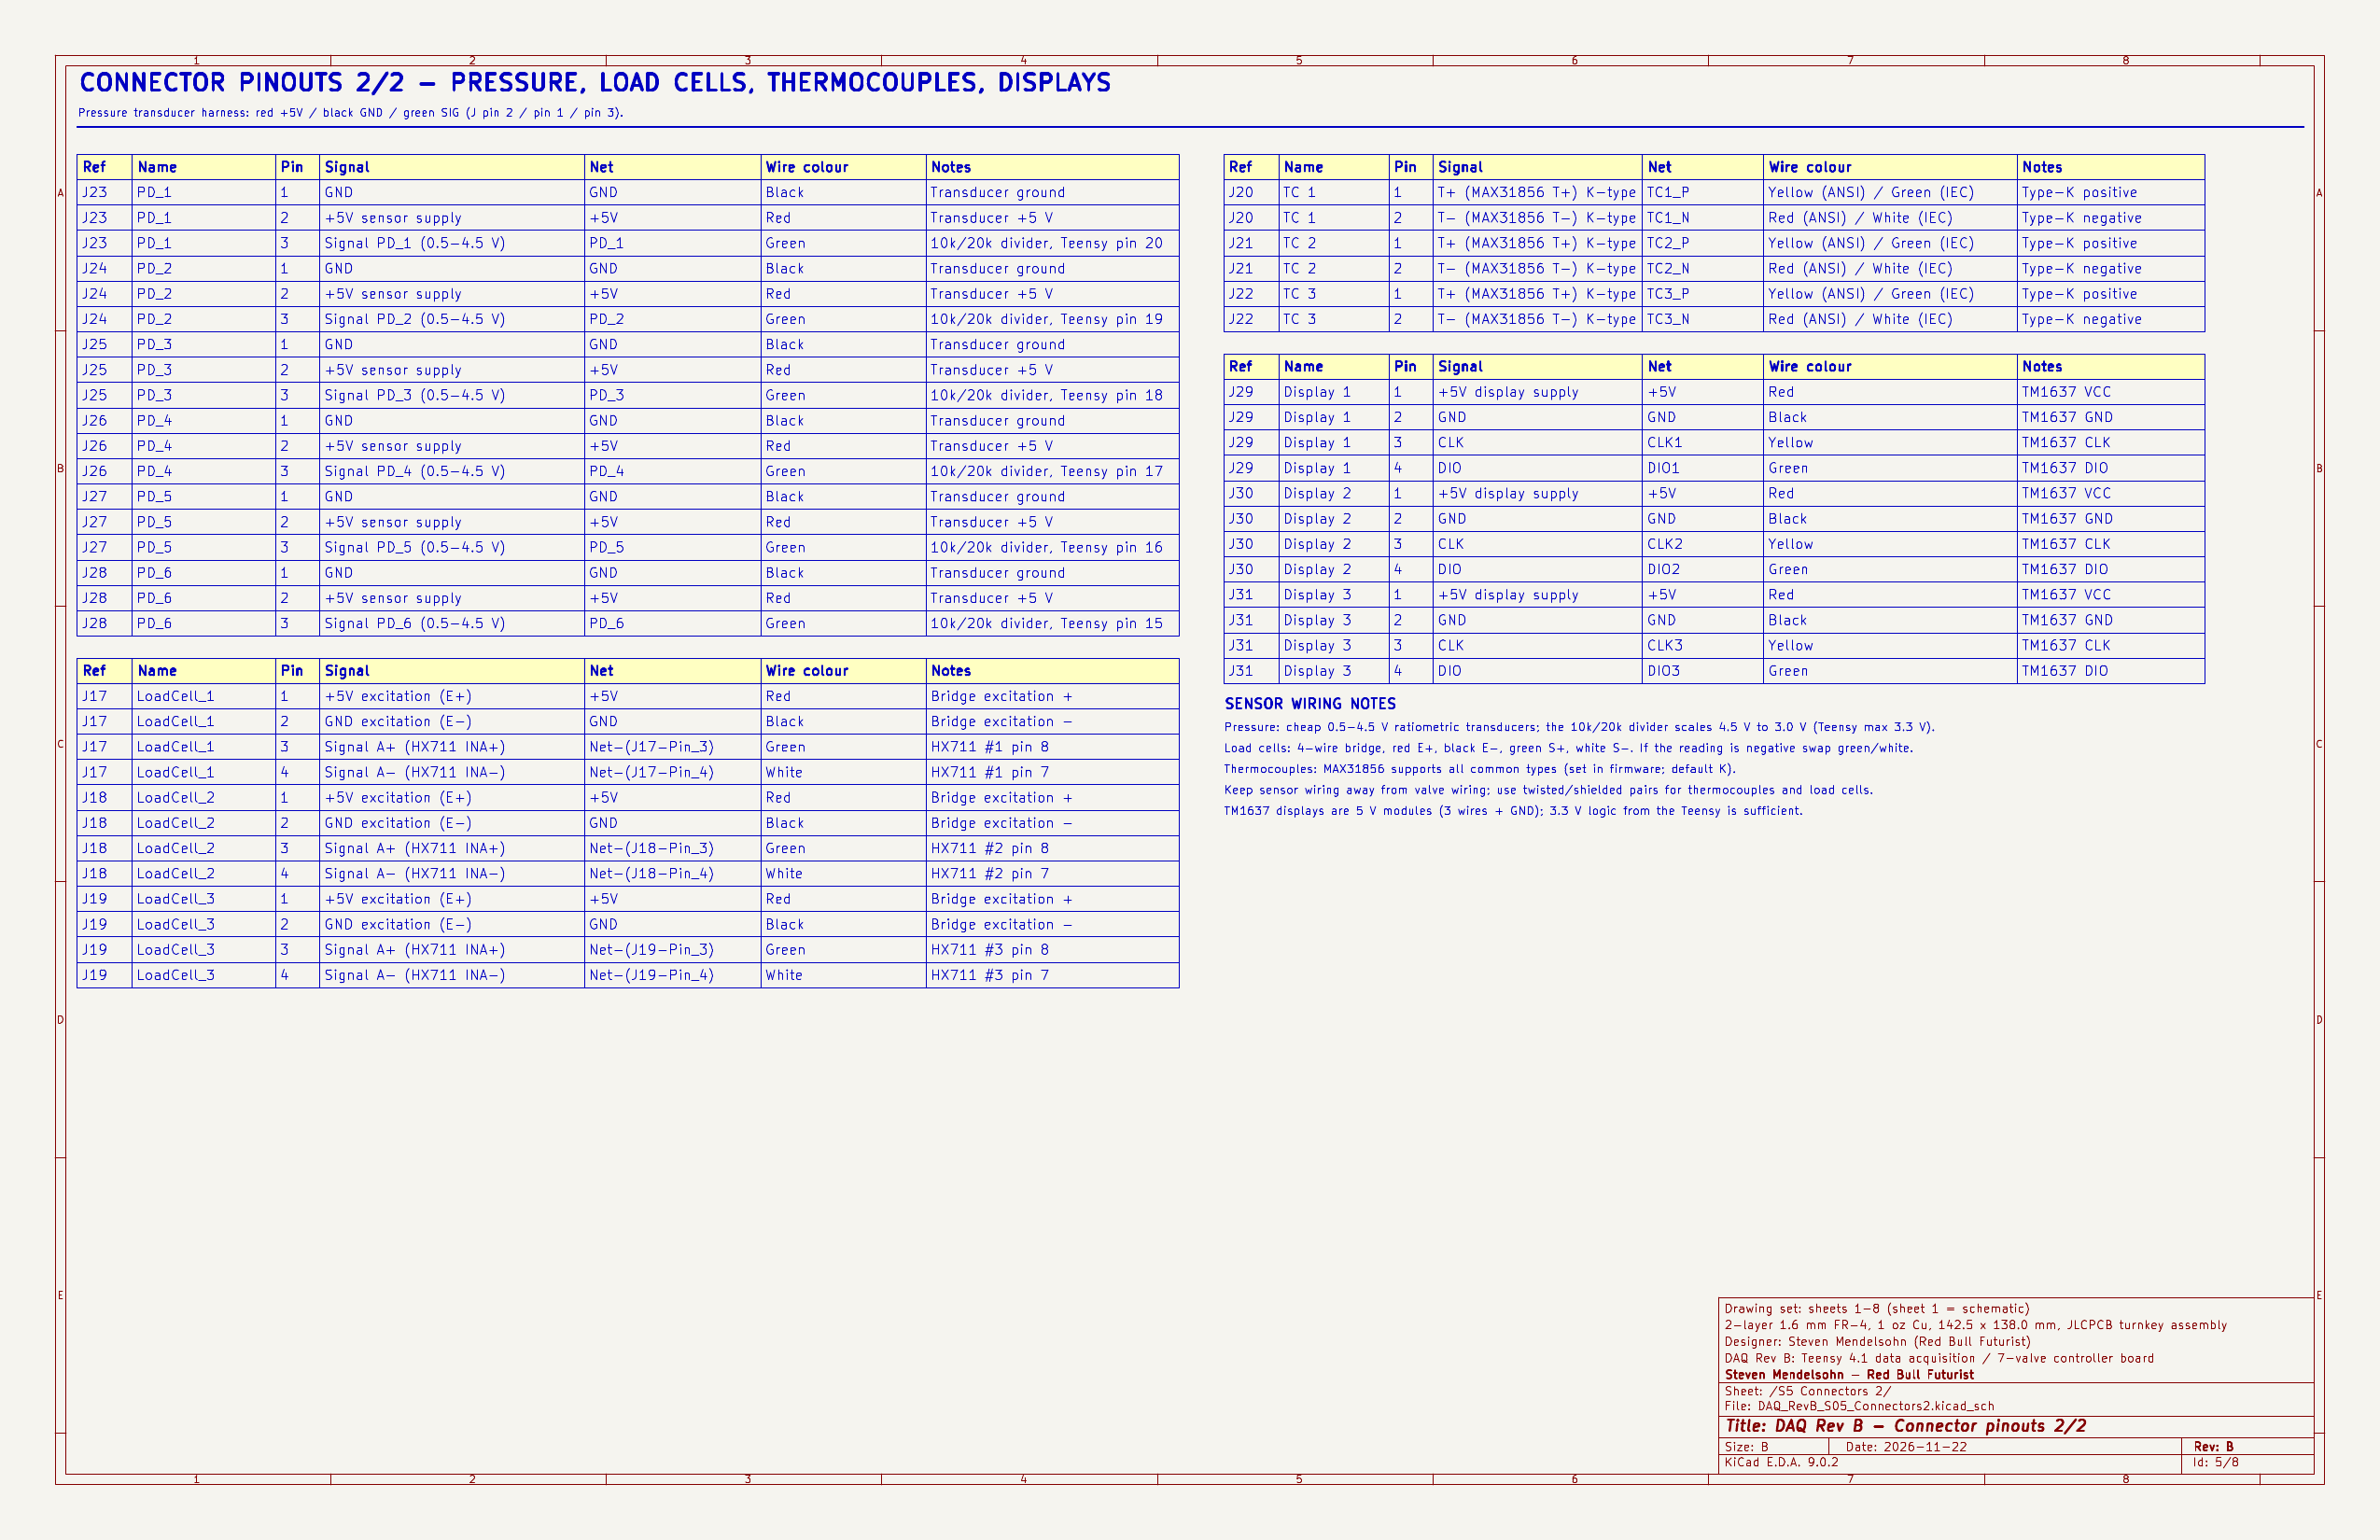 CONNECTOR PINOUTS 2/2 – PRESSURE, LOAD CELLS, THERMOCOUPLES, DISPLAYS
Pressure transducer harness: red +5V / black GND / green SIG (J pin 2 / pin 1 / pin 3).
Ref Name Pin Signal Net Wire colour Notes
J23 PD_1 1 GND GND Black Transducer ground
J23 PD_1 2 +5V sensor supply +5V Red Transducer +5 V
J23 PD_1 3 Signal PD_1 (0.5–4.5 V) PD_1 Green 10k/20k divider, Teensy pin 20
J24 PD_2 1 GND GND Black Transducer ground
J24 PD_2 2 +5V sensor supply +5V Red Transducer +5 V
J24 PD_2 3 Signal PD_2 (0.5–4.5 V) PD_2 Green 10k/20k divider, Teensy pin 19
J25 PD_3 1 GND GND Black Transducer ground
J25 PD_3 2 +5V sensor supply +5V Red Transducer +5 V
J25 PD_3 3 Signal PD_3 (0.5–4.5 V) PD_3 Green 10k/20k divider, Teensy pin 18
J26 PD_4 1 GND GND Black Transducer ground
J26 PD_4 2 +5V sensor supply +5V Red Transducer +5 V
J26 PD_4 3 Signal PD_4 (0.5–4.5 V) PD_4 Green 10k/20k divider, Teensy pin 17
J27 PD_5 1 GND GND Black Transducer ground
J27 PD_5 2 +5V sensor supply +5V Red Transducer +5 V
J27 PD_5 3 Signal PD_5 (0.5–4.5 V) PD_5 Green 10k/20k divider, Teensy pin 16
J28 PD_6 1 GND GND Black Transducer ground
J28 PD_6 2 +5V sensor supply +5V Red Transducer +5 V
J28 PD_6 3 Signal PD_6 (0.5–4.5 V) PD_6 Green 10k/20k divider, Teensy pin 15
Ref Name Pin Signal Net Wire colour Notes
J17 LoadCell_1 1 +5V excitation (E+) +5V Red Bridge excitation +
J17 LoadCell_1 2 GND excitation (E–) GND Black Bridge excitation –
J17 LoadCell_1 3 Signal A+ (HX711 INA+) Net–(J17–Pin_3) Green HX711 #1 pin 8
J17 LoadCell_1 4 Signal A– (HX711 INA–) Net–(J17–Pin_4) White HX711 #1 pin 7
J18 LoadCell_2 1 +5V excitation (E+) +5V Red Bridge excitation +
J18 LoadCell_2 2 GND excitation (E–) GND Black Bridge excitation –
J18 LoadCell_2 3 Signal A+ (HX711 INA+) Net–(J18–Pin_3) Green HX711 #2 pin 8
J18 LoadCell_2 4 Signal A– (HX711 INA–) Net–(J18–Pin_4) White HX711 #2 pin 7
J19 LoadCell_3 1 +5V excitation (E+) +5V Red Bridge excitation +
J19 LoadCell_3 2 GND excitation (E–) GND Black Bridge excitation –
J19 LoadCell_3 3 Signal A+ (HX711 INA+) Net–(J19–Pin_3) Green HX711 #3 pin 8
J19 LoadCell_3 4 Signal A– (HX711 INA–) Net–(J19–Pin_4) White HX711 #3 pin 7
Ref Name Pin Signal Net Wire colour Notes
J20 TC 1 1 T+ (MAX31856 T+) K–type TC1_P Yellow (ANSI) / Green (IEC) Type–K positive
J20 TC 1 2 T– (MAX31856 T–) K–type TC1_N Red (ANSI) / White (IEC) Type–K negative
J21 TC 2 1 T+ (MAX31856 T+) K–type TC2_P Yellow (ANSI) / Green (IEC) Type–K positive
J21 TC 2 2 T– (MAX31856 T–) K–type TC2_N Red (ANSI) / White (IEC) Type–K negative
J22 TC 3 1 T+ (MAX31856 T+) K–type TC3_P Yellow (ANSI) / Green (IEC) Type–K positive
J22 TC 3 2 T– (MAX31856 T–) K–type TC3_N Red (ANSI) / White (IEC) Type–K negative
Ref Name Pin Signal Net Wire colour Notes
J29 Display 1 1 +5V display supply +5V Red TM1637 VCC
J29 Display 1 2 GND GND Black TM1637 GND
J29 Display 1 3 CLK CLK1 Yellow TM1637 CLK
J29 Display 1 4 DIO DIO1 Green TM1637 DIO
J30 Display 2 1 +5V display supply +5V Red TM1637 VCC
J30 Display 2 2 GND GND Black TM1637 GND
J30 Display 2 3 CLK CLK2 Yellow TM1637 CLK
J30 Display 2 4 DIO DIO2 Green TM1637 DIO
J31 Display 3 1 +5V display supply +5V Red TM1637 VCC
J31 Display 3 2 GND GND Black TM1637 GND
J31 Display 3 3 CLK CLK3 Yellow TM1637 CLK
J31 Display 3 4 DIO DIO3 Green TM1637 DIO
SENSOR WIRING NOTES
Pressure: cheap 0.5–4.5 V ratiometric transducers; the 10k/20k divider scales 4.5 V to 3.0 V (Teensy max 3.3 V).
Load cells: 4–wire bridge, red E+, black E–, green S+, white S–. If the reading is negative swap green/white.
Thermocouples: MAX31856 supports all common types (set in firmware; default K).
Keep sensor wiring away from valve wiring; use twisted/shielded pairs for thermocouples and load cells.
TM1637 displays are 5 V modules (3 wires + GND); 3.3 V logic from the Teensy is sufficient.
Drawing set: sheets 1–8 (sheet 1 = schematic)
2–layer 1.6 mm FR–4, 1 oz Cu, 142.5 x 138.0 mm, JLCPCB turnkey assembly
Designer: Steven Mendelsohn (Red Bull Futurist)
DAQ Rev B: Teensy 4.1 data acquisition / 7–valve controller board
Steven Mendelsohn – Red Bull Futurist
Sheet: /S5 Connectors 2/
File: DAQ_RevB_S05_Connectors2.kicad_sch
Title: DAQ Rev B – Connector pinouts 2/2
Size: B Date: 2026–11–22 Rev: B
KiCad E.D.A. 9.0.2 Id: 5/8
1 2 3 4 5 6 7 8
1 2 3 4 5 6 7 8
A
B
C
D
E
A
B
C
D
E